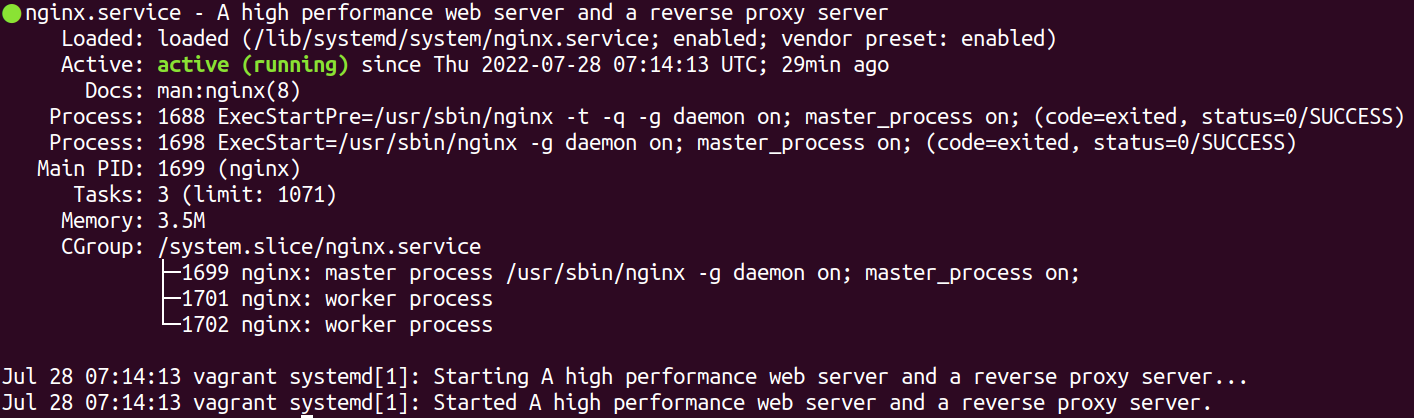 ●nginx.service - A high performance web server and a reverse proxy server
Loaded: loaded (/lib/systemd/system/nginx.service; enabled; vendor preset: enabled)
Active: active (running) since Thu 2022-07-28 07:14:13 UTC; 29min ago
Docs: man:nginx(8)
Process: 1688 ExecStartPre=/usr/sbin/nginx -t -q -g daemon on; master_process on; (code=exited, status=0/SUCCESS)
Process: 1698 ExecStart=/usr/sbin/nginx -g daemon on; master_process on; (code=exited, status=0/SUCCESS)
Main PID: 1699 (nginx)
Tasks: 3 (limit: 1071)
Memory: 3.5M
CGroup: /system.slice/nginx.service
├─1699 nginx: master process /usr/sbin/nginx -g daemon on; master_process on;
├─1701 nginx: worker process
└─1702 nginx: worker process
Jul 28 07:14:13 vagrant systemd[1]: Starting A high performance web server and a reverse proxy server...
Jul 28 07:14:13 vagrant systemd[1]: Started A high performance web server and a reverse proxy server.